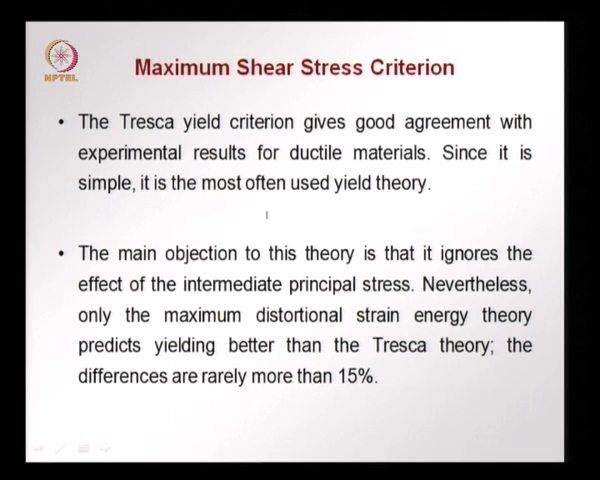 NPTEL
Maximum Shear Stress Criterion
• The Tresca yield criterion gives good agreement with
experimental results for ductile materials. Since it is
simple, it is the most often used yield theory.
• The main objection to this theory is that it ignores the
effect of the intermediate principal stress. Nevertheless,
only the maximum distortional strain energy theory
predicts yielding better than the Tresca theory; the
differences are rarely more than 15%.